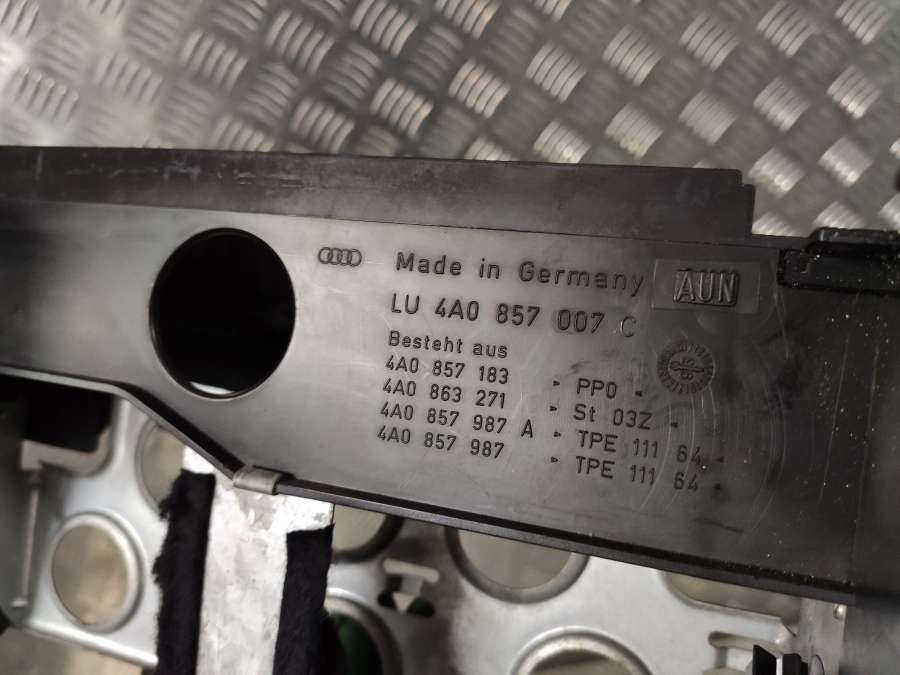 Made in Germany
AUN
LU 4A0 857 007 C
Besteht aus
4A0 857 183 ▸ PPO ◂
4A0 863 271 ▸ St 03Z ◂
4A0 857 987 A ▸ TPE 111 64 ◂
4A0 857 987 ▸ TPE 111 64 ◂